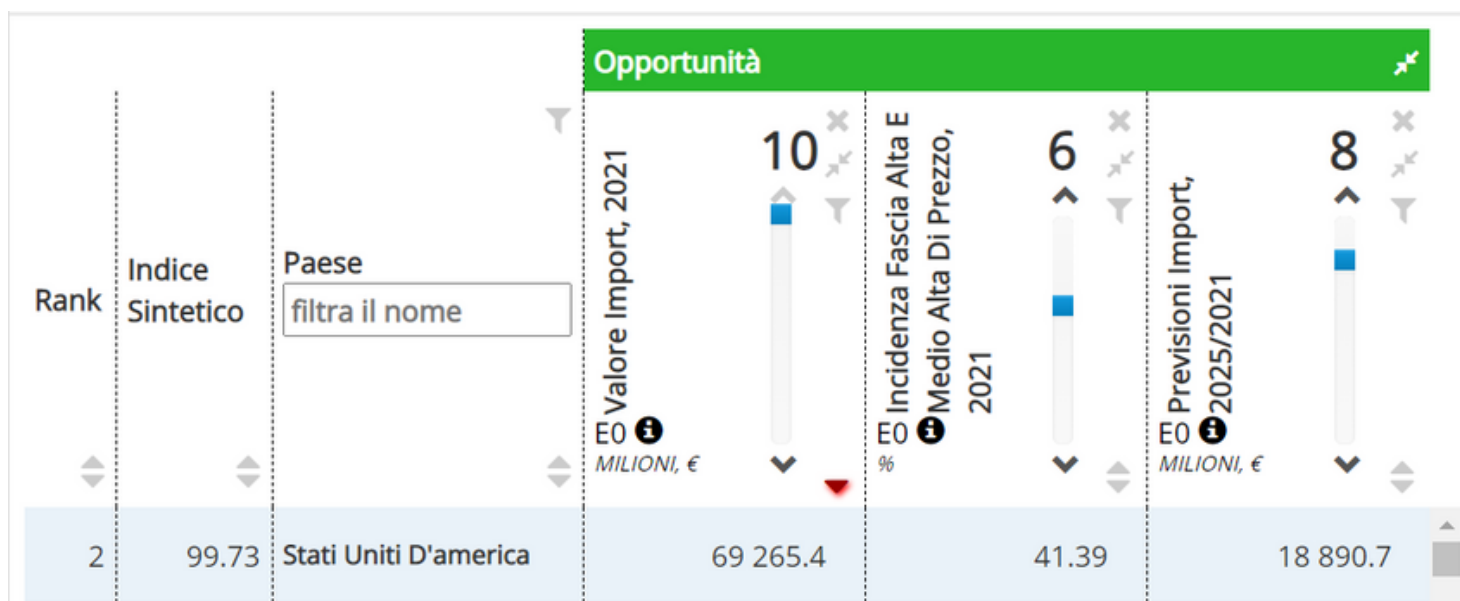 Opportunità
Rank
Indice
Sintetico
Paese
filtra il nome
Valore Import, 2021
10
E0
MILIONI, €
Incidenza Fascia Alta E
Medio Alta Di Prezzo,
2021
6
E0
%
Previsioni Import,
2025/2021
8
E0
MILIONI, €
2 99.73 Stati Uniti D'america 69 265.4 41.39 18 890.7